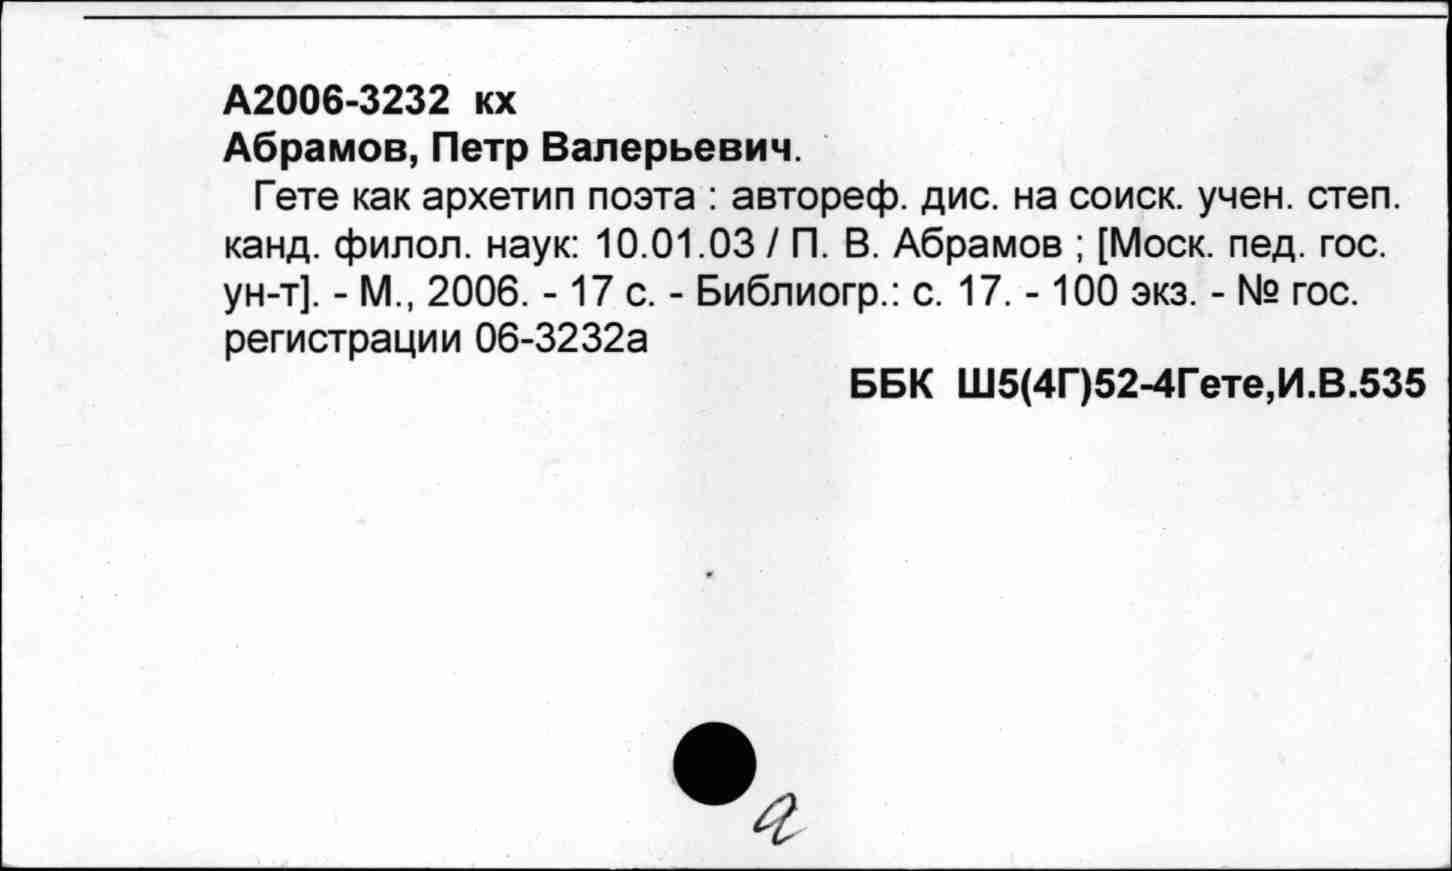 А2006-3232 кх
Абрамов, Петр Валерьевич.
Гете как архетип поэта : автореф. дис. на соиск. учен. степ.
канд. филол. наук: 10.01.03 / П. В. Абрамов ; [Моск. пед. гос.
ун-т]. - М., 2006. - 17 с. - Библиогр.: с. 17. - 100 экз. - № гос.
регистрации 06-3232а
ББК Ш5(4Г)52-4Гете,И.В.535
а